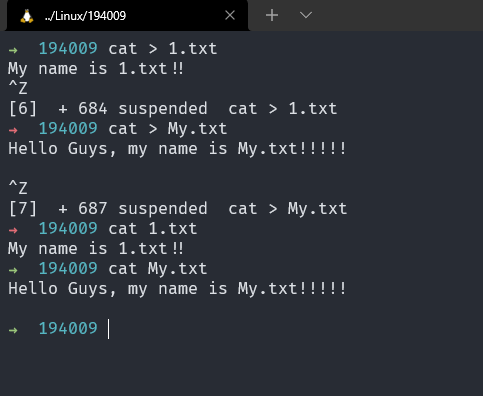 ../Linux/194009
→ 194009 cat > 1.txt
My name is 1.txt!!
^Z
[6]  + 684 suspended  cat > 1.txt
→ 194009 cat > My.txt
Hello Guys, my name is My.txt!!!!!
^Z
[7]  + 687 suspended  cat > My.txt
→ 194009 cat 1.txt
My name is 1.txt!!
→ 194009 cat My.txt
Hello Guys, my name is My.txt!!!!!
→ 194009